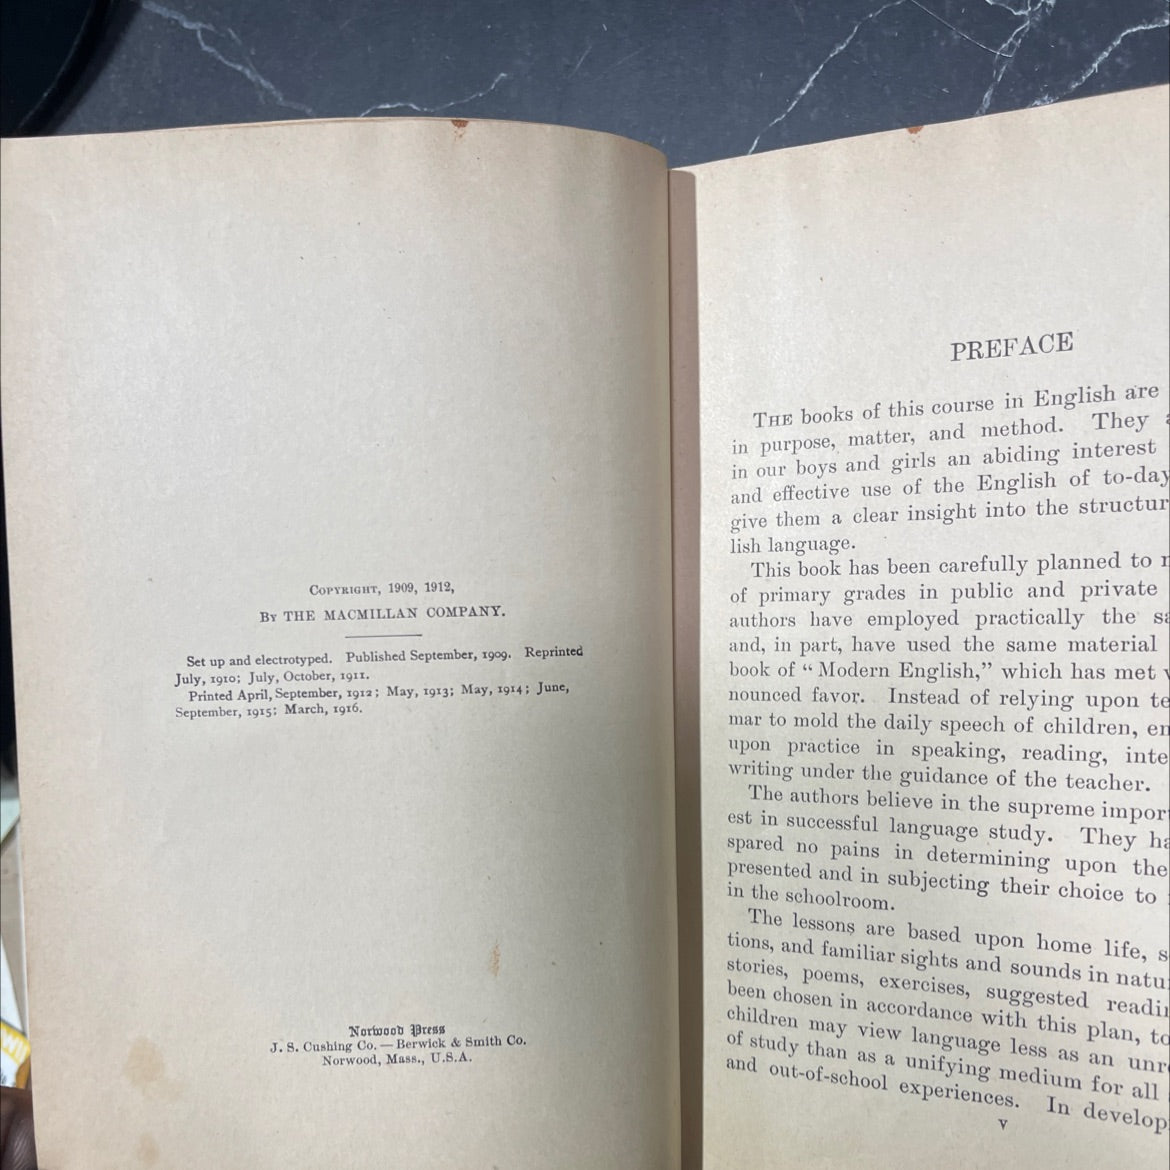 COPYRIGHT, 1909, 1912,
BY THE MACMILLAN COMPANY.
Set up and electrotyped. Published September, 1909. Reprinted
July, 1910; July, October, 1911.
Printed April, September, 1912; May, 1913; May, 1914; June,
September, 1915; March, 1916.
Norwood Press
J. S. Cushing Co. — Berwick & Smith Co.
Norwood, Mass., U.S.A.
PREFACE
THE books of this course in English are
in purpose, matter, and method. They
in our boys and girls an abiding interest
and effective use of the English of to-day
give them a clear insight into the structur
lish language.
This book has been carefully planned to
of primary grades in public and private
authors have employed practically the sa
and, in part, have used the same material
book of "Modern English," which has met
nounced favor. Instead of relying upon te
mar to mold the daily speech of children, em
upon practice in speaking, reading, inte
writing under the guidance of the teacher.
The authors believe in the supreme impor
est in successful language study. They ha
spared no pains in determining upon the
presented and in subjecting their choice to
in the schoolroom.
The lessons are based upon home life, s
tions, and familiar sights and sounds in natu
stories, poems, exercises, suggested readi
been chosen in accordance with this plan, to
children may view language less as an unr
of study than as a unifying medium for all
and out-of-school experiences. In develop
v